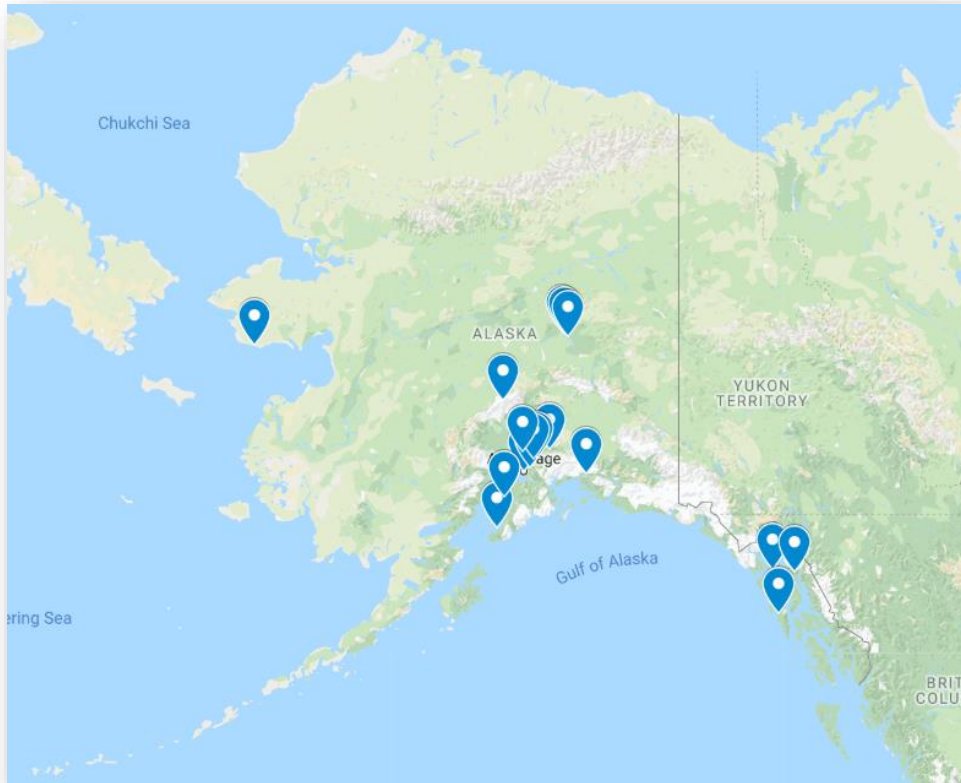 Chukchi Sea
ALASKA
YUKON
TERRITORY
Gulf of Alaska
ering Sea
BRIT
COLU